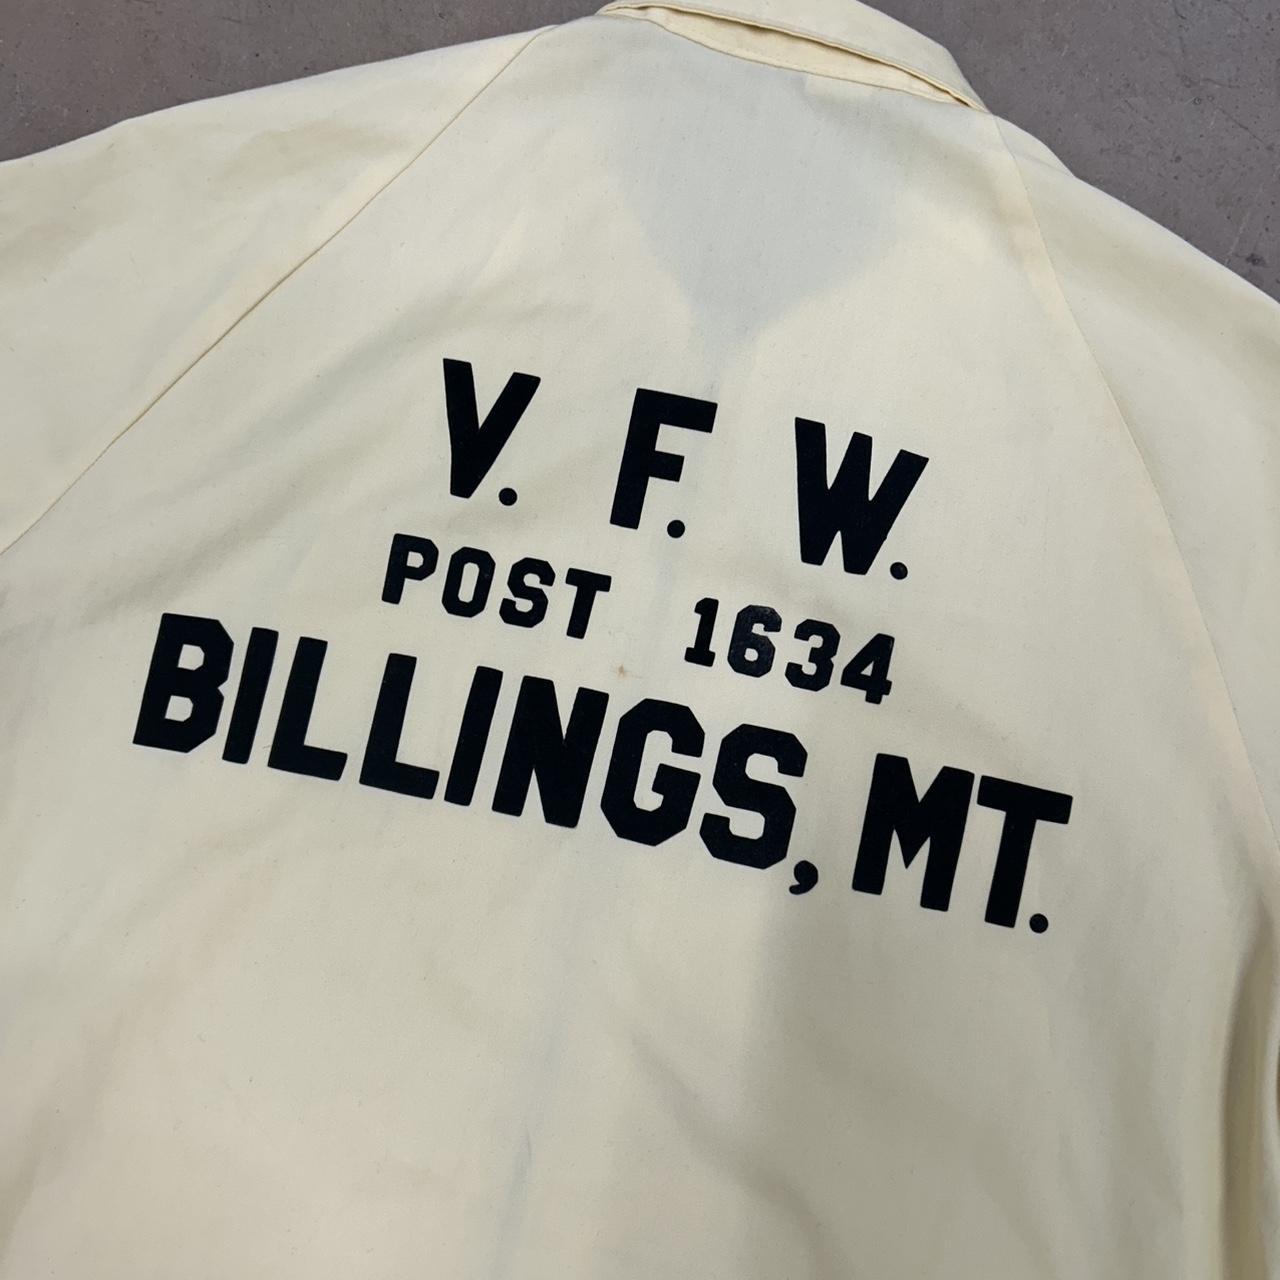 V. F. W.
POST 1634
BILLINGS, MT.